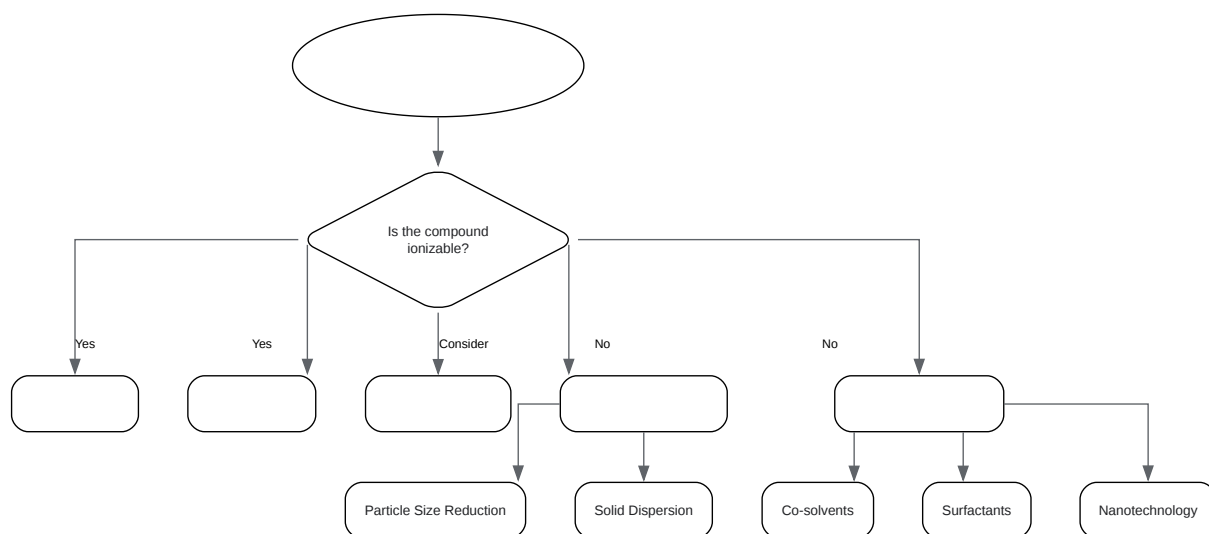 Is the compound
ionizable?
Yes
Yes
Consider
No
No
Particle Size Reduction
Solid Dispersion
Co-solvents
Surfactants
Nanotechnology